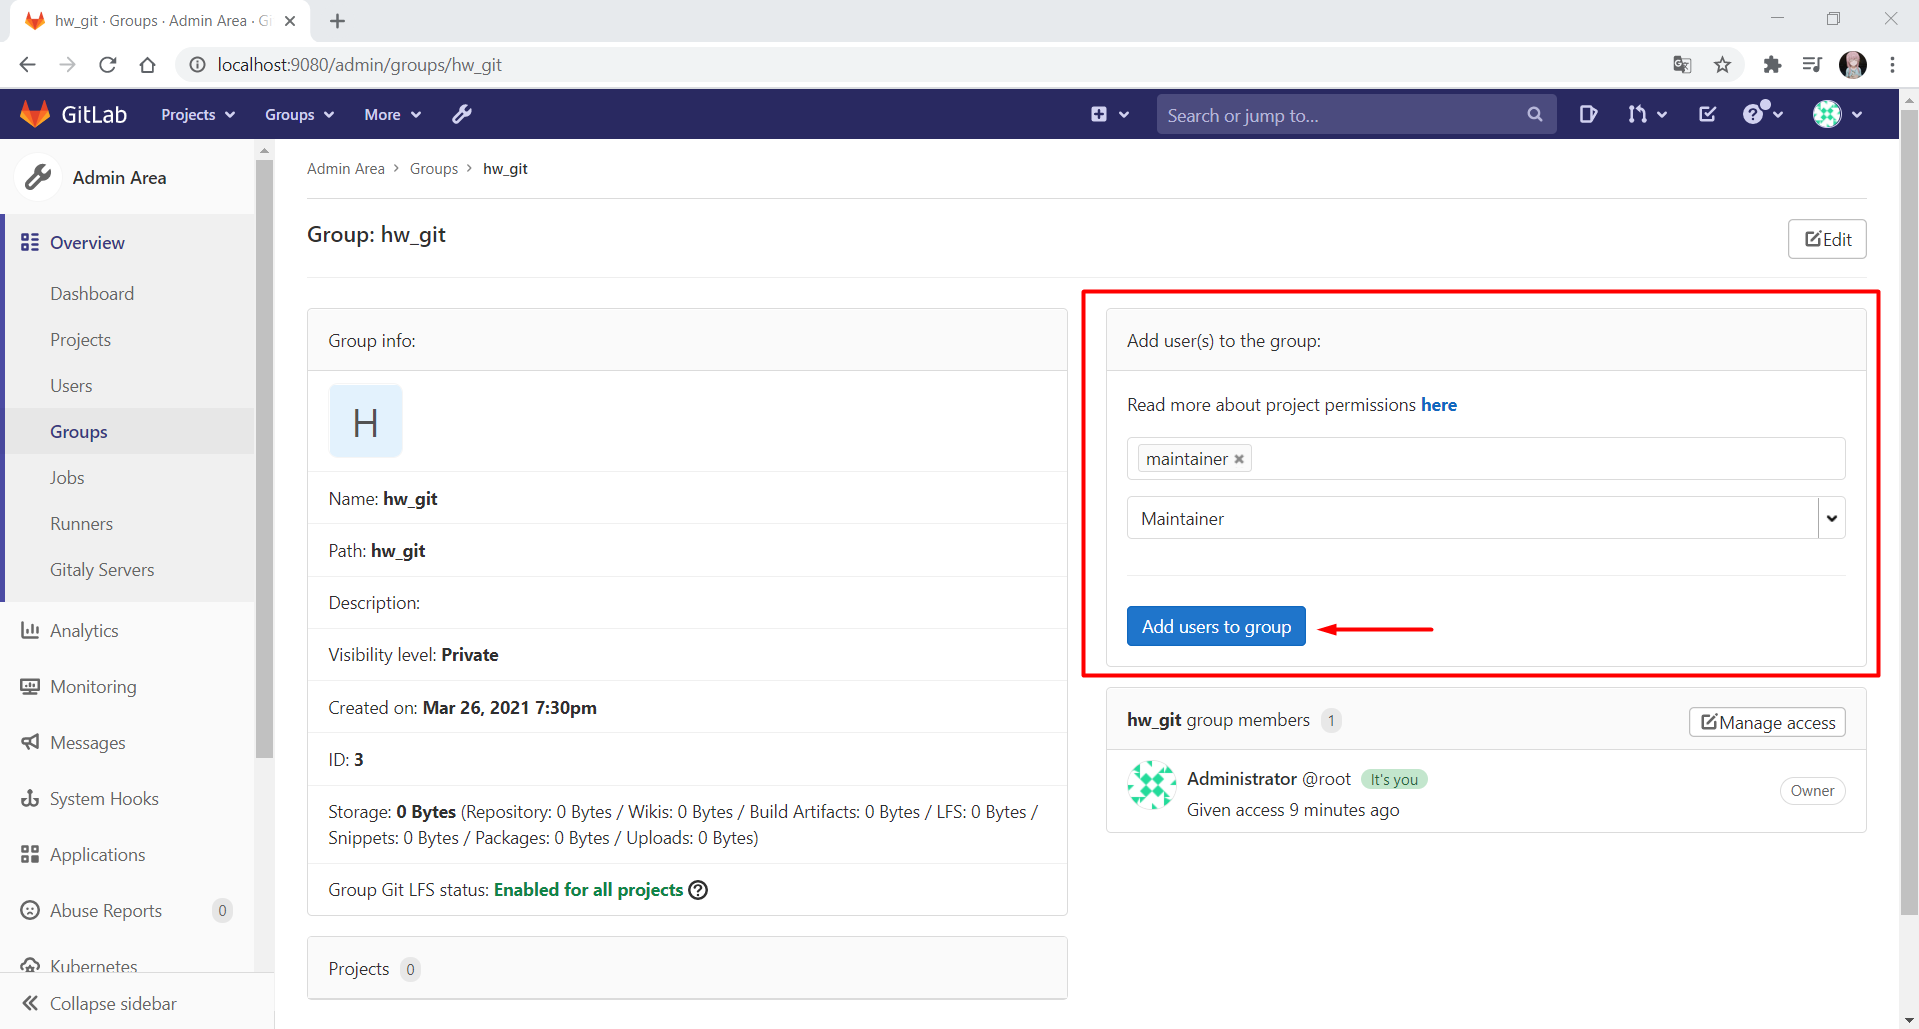 hw_git · Groups · Admin Area · Gi
localhost:9080/admin/groups/hw_git
GitLab
Projects
Groups
More
Search or jump to...
Admin Area
Overview
Dashboard
Projects
Users
Groups
Jobs
Runners
Gitaly Servers
Analytics
Monitoring
Messages
System Hooks
Applications
Abuse Reports 0
Kubernetes
Collapse sidebar
Admin Area > Groups > hw_git
Group: hw_git
Edit
Group info:
H
Name: hw_git
Path: hw_git
Description:
Visibility level: Private
Created on: Mar 26, 2021 7:30pm
ID: 3
Storage: 0 Bytes (Repository: 0 Bytes / Wikis: 0 Bytes / Build Artifacts: 0 Bytes / LFS: 0 Bytes /
Snippets: 0 Bytes / Packages: 0 Bytes / Uploads: 0 Bytes)
Group Git LFS status: Enabled for all projects
Projects 0
Add user(s) to the group:
Read more about project permissions here
maintainer
Maintainer
Add users to group
hw_git group members 1
Manage access
Administrator @root It's you
Given access 9 minutes ago
Owner